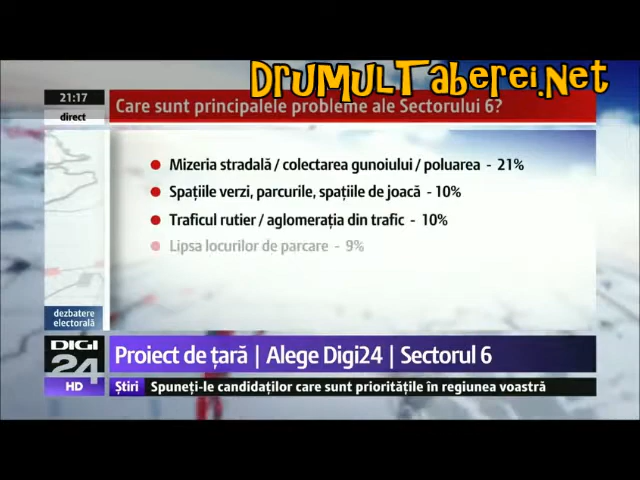 DRUMULTaberei.Net
21:17
direct
Care sunt principalele probleme ale Sectorului 6?
Mizeria stradală / colectarea gunoiului / poluarea - 21%
Spațiile verzi, parcurile, spațiile de joacă - 10%
Traficul rutier / aglomerația din trafic - 10%
Lipsa locurilor de parcare - 9%
dezbatere
electorală
DIGI
24
HD
Proiect de țară | Alege Digi24 | Sectorul 6
Știri Spuneți-le candidaților care sunt prioritățile în regiunea voastră